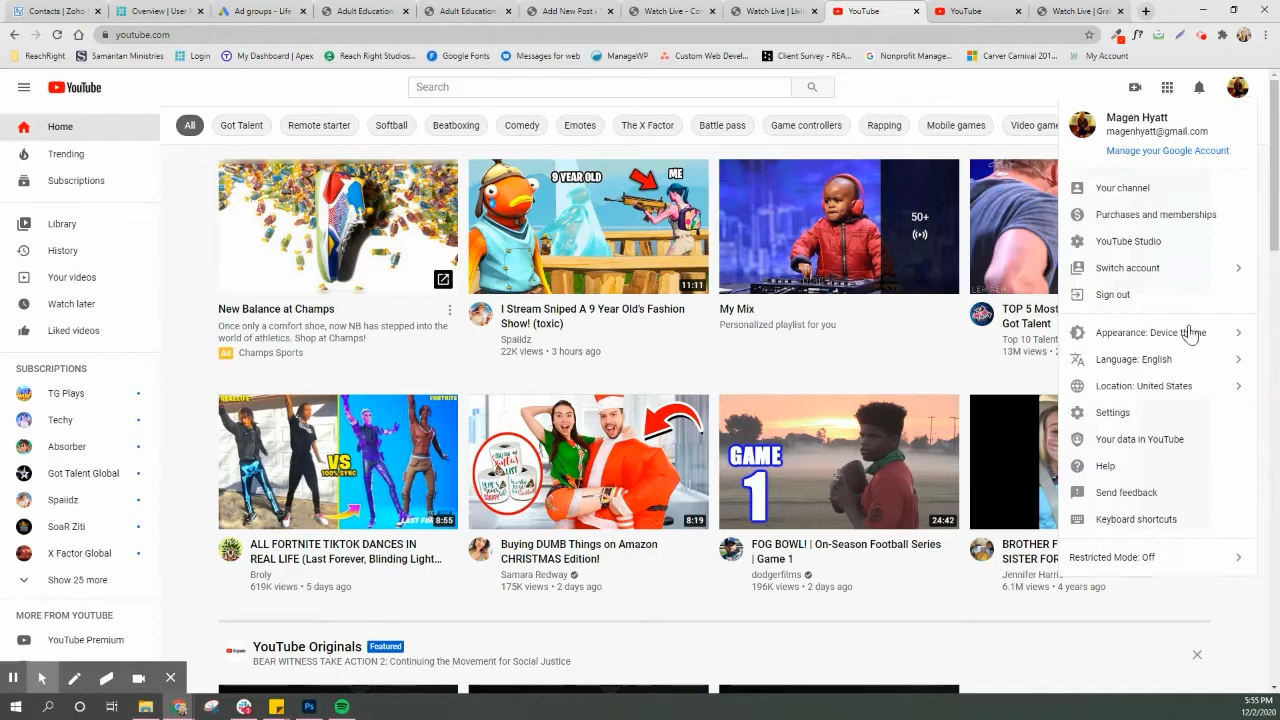 Contacts | Zoho
Overview | User
Ad groups - Life
Adult Education
Adult Education
Add New Post
Watch Live - Co
Watch Live | Livin
YouTube
YouTube
Watch Live | Gra
youtube.com
ReachRight
Samaritan Ministries
Login
My Dashboard | Apex
Reach Right Studios...
Google Fonts
Messages for web
ManageWP
Custom Web Devel...
Client Survey - REA...
Nonprofit Manage...
Carver Carnival 201...
My Account
YouTube
Search
Home
Trending
Subscriptions
Library
History
Your videos
Watch later
Liked videos
SUBSCRIPTIONS
TG Plays
Techy
Absorber
Got Talent Global
Spaiidz
SoaR Ziti
X Factor Global
Show 25 more
MORE FROM YOUTUBE
YouTube Premium
All
Got Talent
Remote starter
Softball
Beatboxing
Comedy
Emotes
The X Factor
Battle pass
Game controllers
Rapping
Mobile games
Video game
New Balance at Champs
Once only a comfort shoe, now NB has stepped into the
world of athletics. Shop at Champs!
Ad Champs Sports
9 YEAR OLD
ME
11:11
I Stream Sniped A 9 Year Old's Fashion
Show! (toxic)
Spaiidz
22K views • 3 hours ago
50+
My Mix
Personalized playlist for you
TOP 5 Most
Got Talent
Top 10 Talent
13M views •
REALLIFE
FORTNITE
VS
100% SYNC
8:55
ALL FORTNITE TIKTOK DANCES IN
REAL LIFE (Last Forever, Blinding Light...
Broly
619K views • 5 days ago
8:19
Buying DUMB Things on Amazon
CHRISTMAS Edition!
Samara Redway
175K views • 2 days ago
GAME
1
24:42
FOG BOWL! | On-Season Football Series
| Game 1
dodgerfilms
196K views • 2 days ago
BROTHER F
SISTER FOR
Jennifer Harri
6.1M views • 4 years ago
YouTube Originals Featured
BEAR WITNESS TAKE ACTION 2: Continuing the Movement for Social Justice
Magen Hyatt
magenhyatt@gmail.com
Manage your Google Account
Your channel
Purchases and memberships
YouTube Studio
Switch account
Sign out
Appearance: Device theme
Language: English
Location: United States
Settings
Your data in YouTube
Help
Send feedback
Keyboard shortcuts
Restricted Mode: Off
5:55 PM
12/2/2020